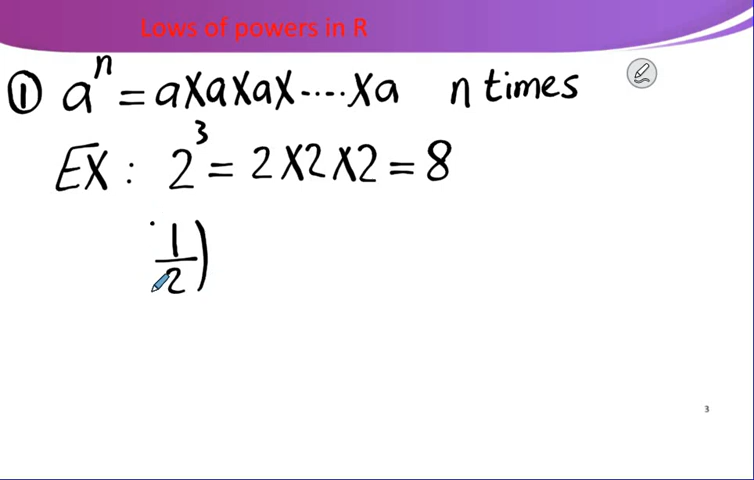 Lows of powers in R
① aⁿ = a×a×a×....×a n times
EX: 2³ = 2×2×2 = 8
1/2)
3